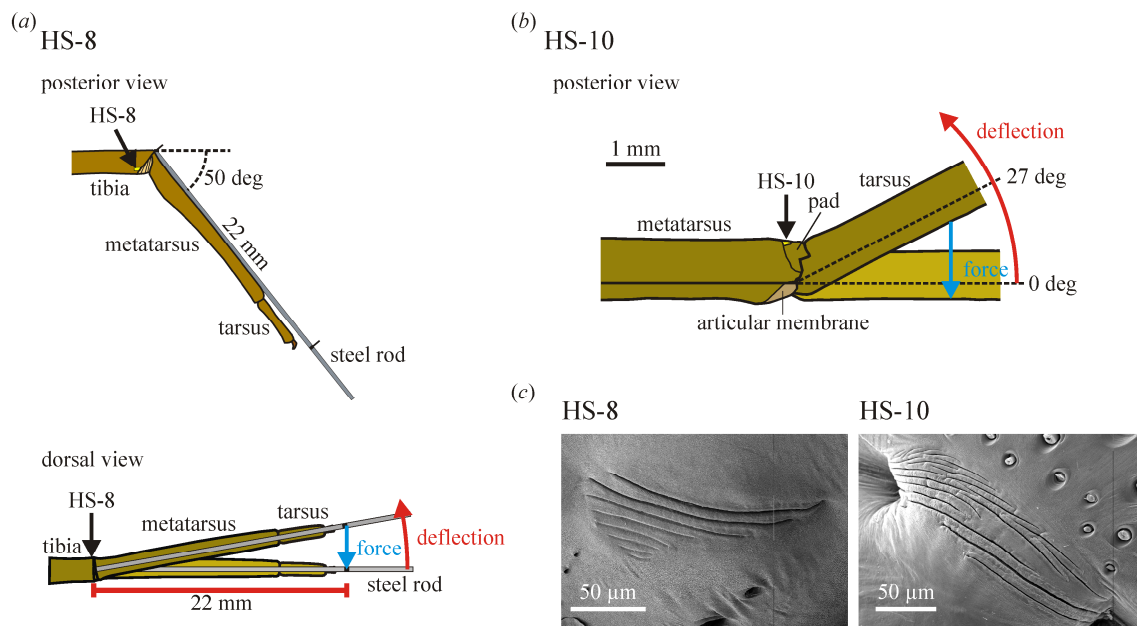 (a)
HS-8
posterior view
HS-8
50 deg
tibia
22 mm
metatarsus
tarsus
steel rod
dorsal view
HS-8
metatarsus
tarsus
tibia
force
deflection
steel rod
22 mm
(b)
HS-10
posterior view
deflection
1 mm
tarsus
27 deg
HS-10
pad
metatarsus
force
0 deg
articular membrane
(c)
HS-8
HS-10
50 µm
50 µm